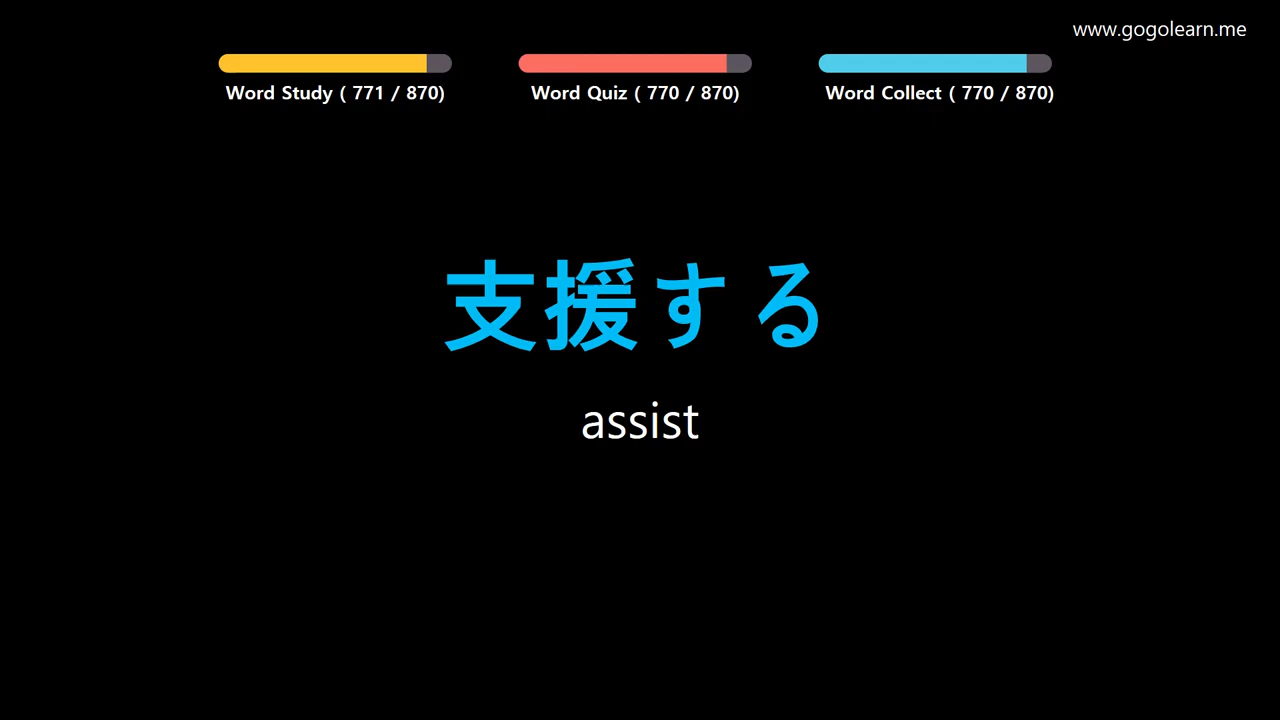 www.gogolearn.me
Word Study ( 771 / 870)
Word Quiz ( 770 / 870)
Word Collect ( 770 / 870)
支援する
assist